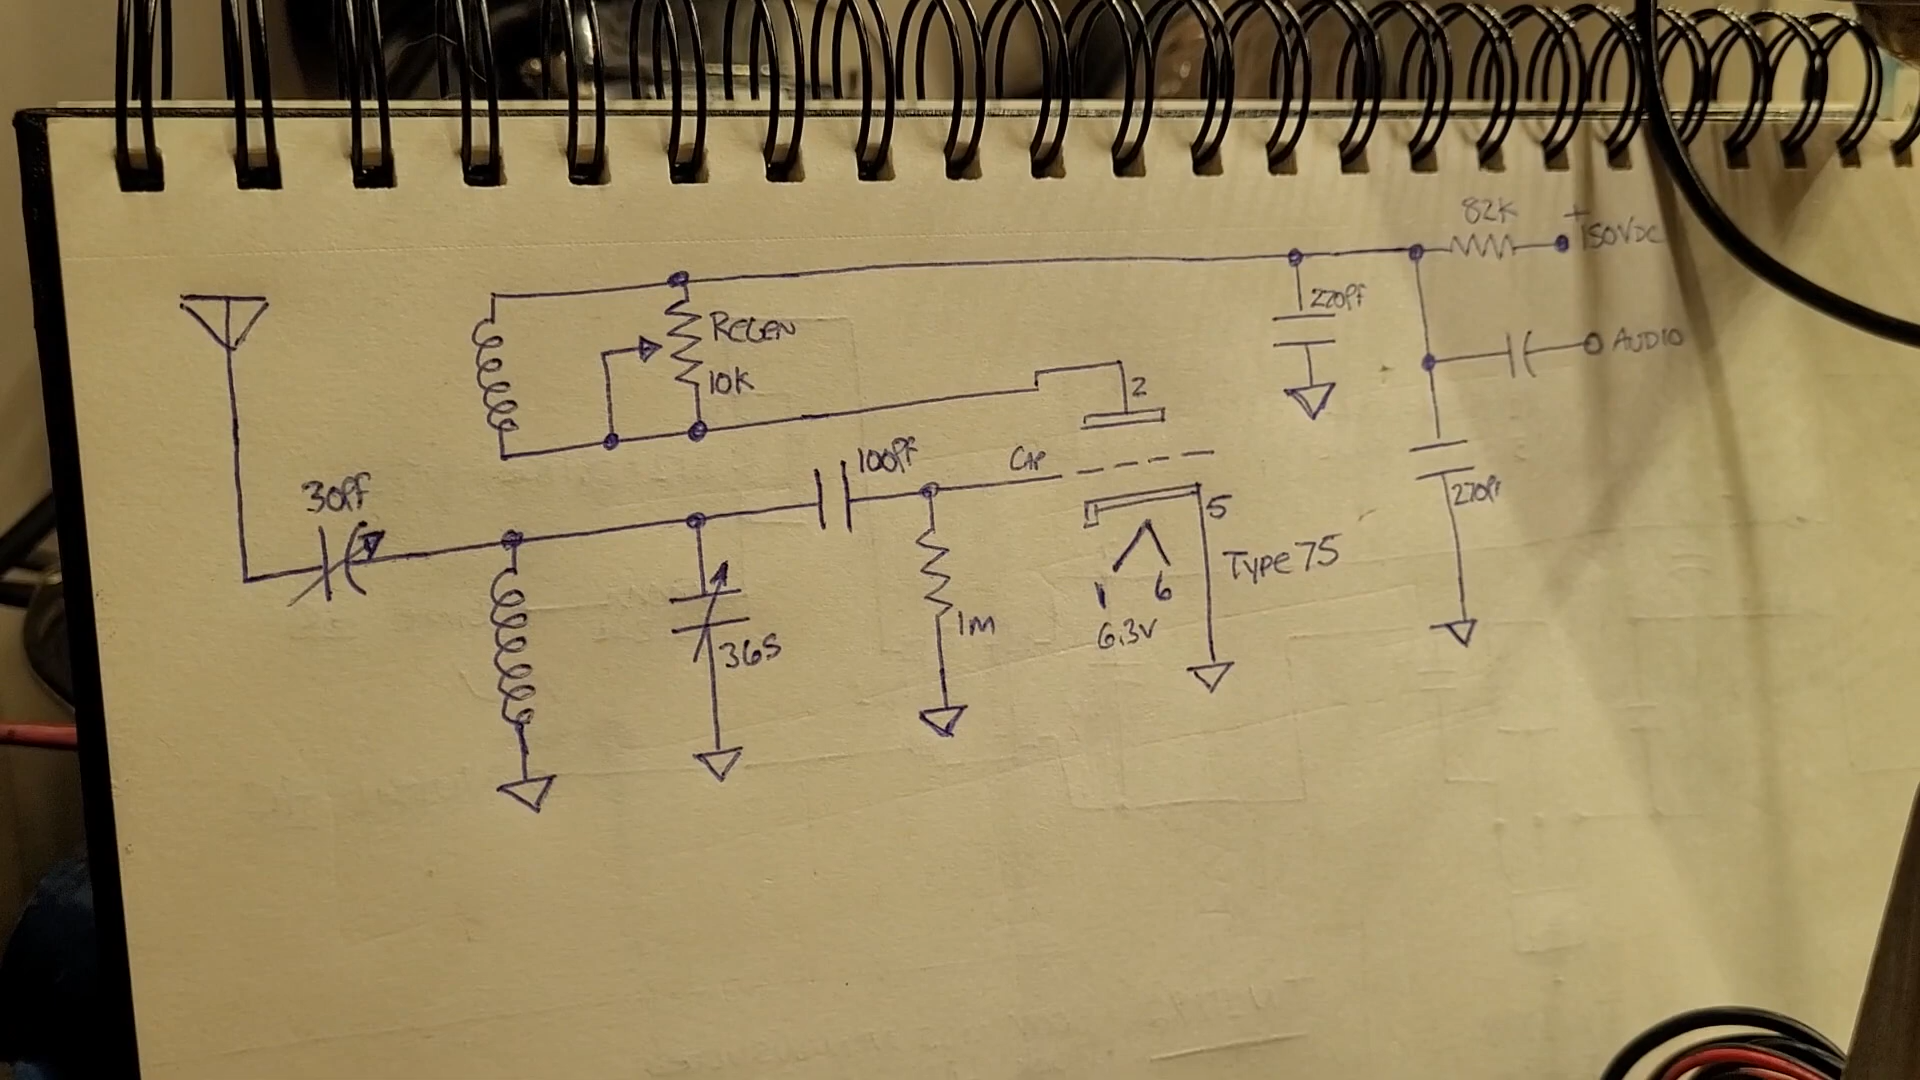 82K
+
150VDC
220PF
REGEN
10K
AUDIO
2
100PF
CAP
30PF
5
TYPE 75
1
6
6.3V
1M
365